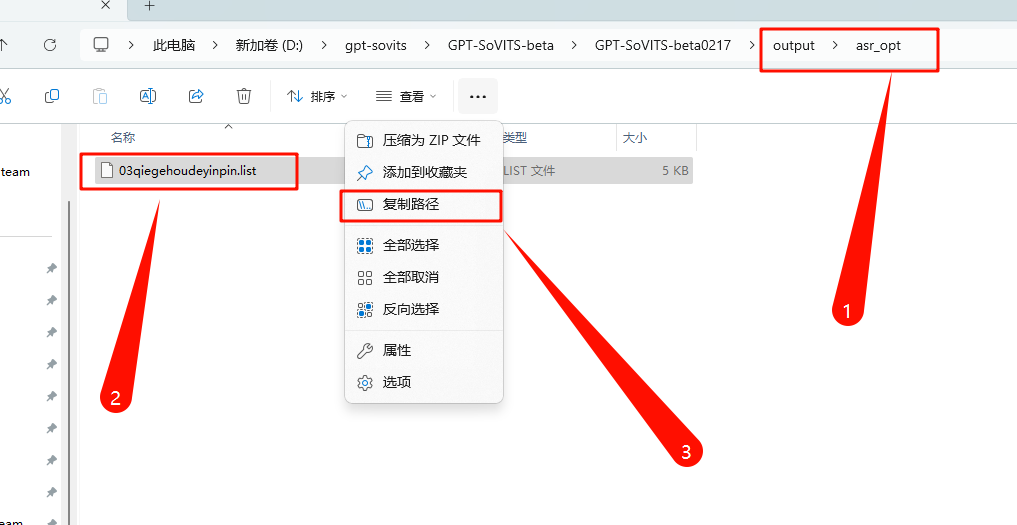 此电脑 新加卷 (D:) gpt-sovits GPT-SoVITS-beta GPT-SoVITS-beta0217 output asr_opt
排序 查看
名称 类型 大小
team 03qiegehoudeyinpin.list LIST 文件 5 KB
压缩为 ZIP 文件
添加到收藏夹
复制路径
全部选择
全部取消
反向选择
属性
选项
1
2
3
eam